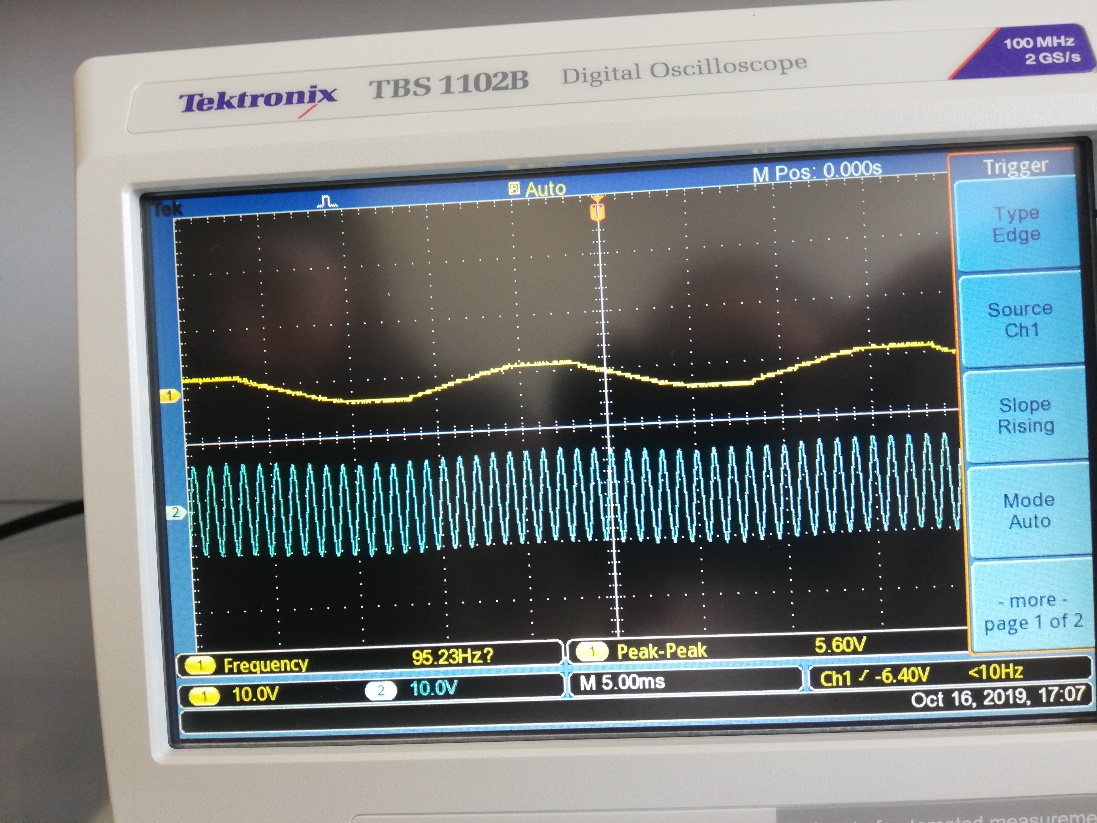 Tektronix TBS 1102B Digital Oscilloscope
100 MHz
2 GS/s
Tek Auto M Pos: 0.000s
Trigger
Type
Edge
Source
Ch1
Slope
Rising
Mode
Auto
- more -
page 1 of 2
1
2
1 Frequency 95.23Hz? 1 Peak-Peak 5.60V
1 10.0V 2 10.0V M 5.00ms Ch1 -6.40V <10Hz
Oct 16, 2019, 17:07